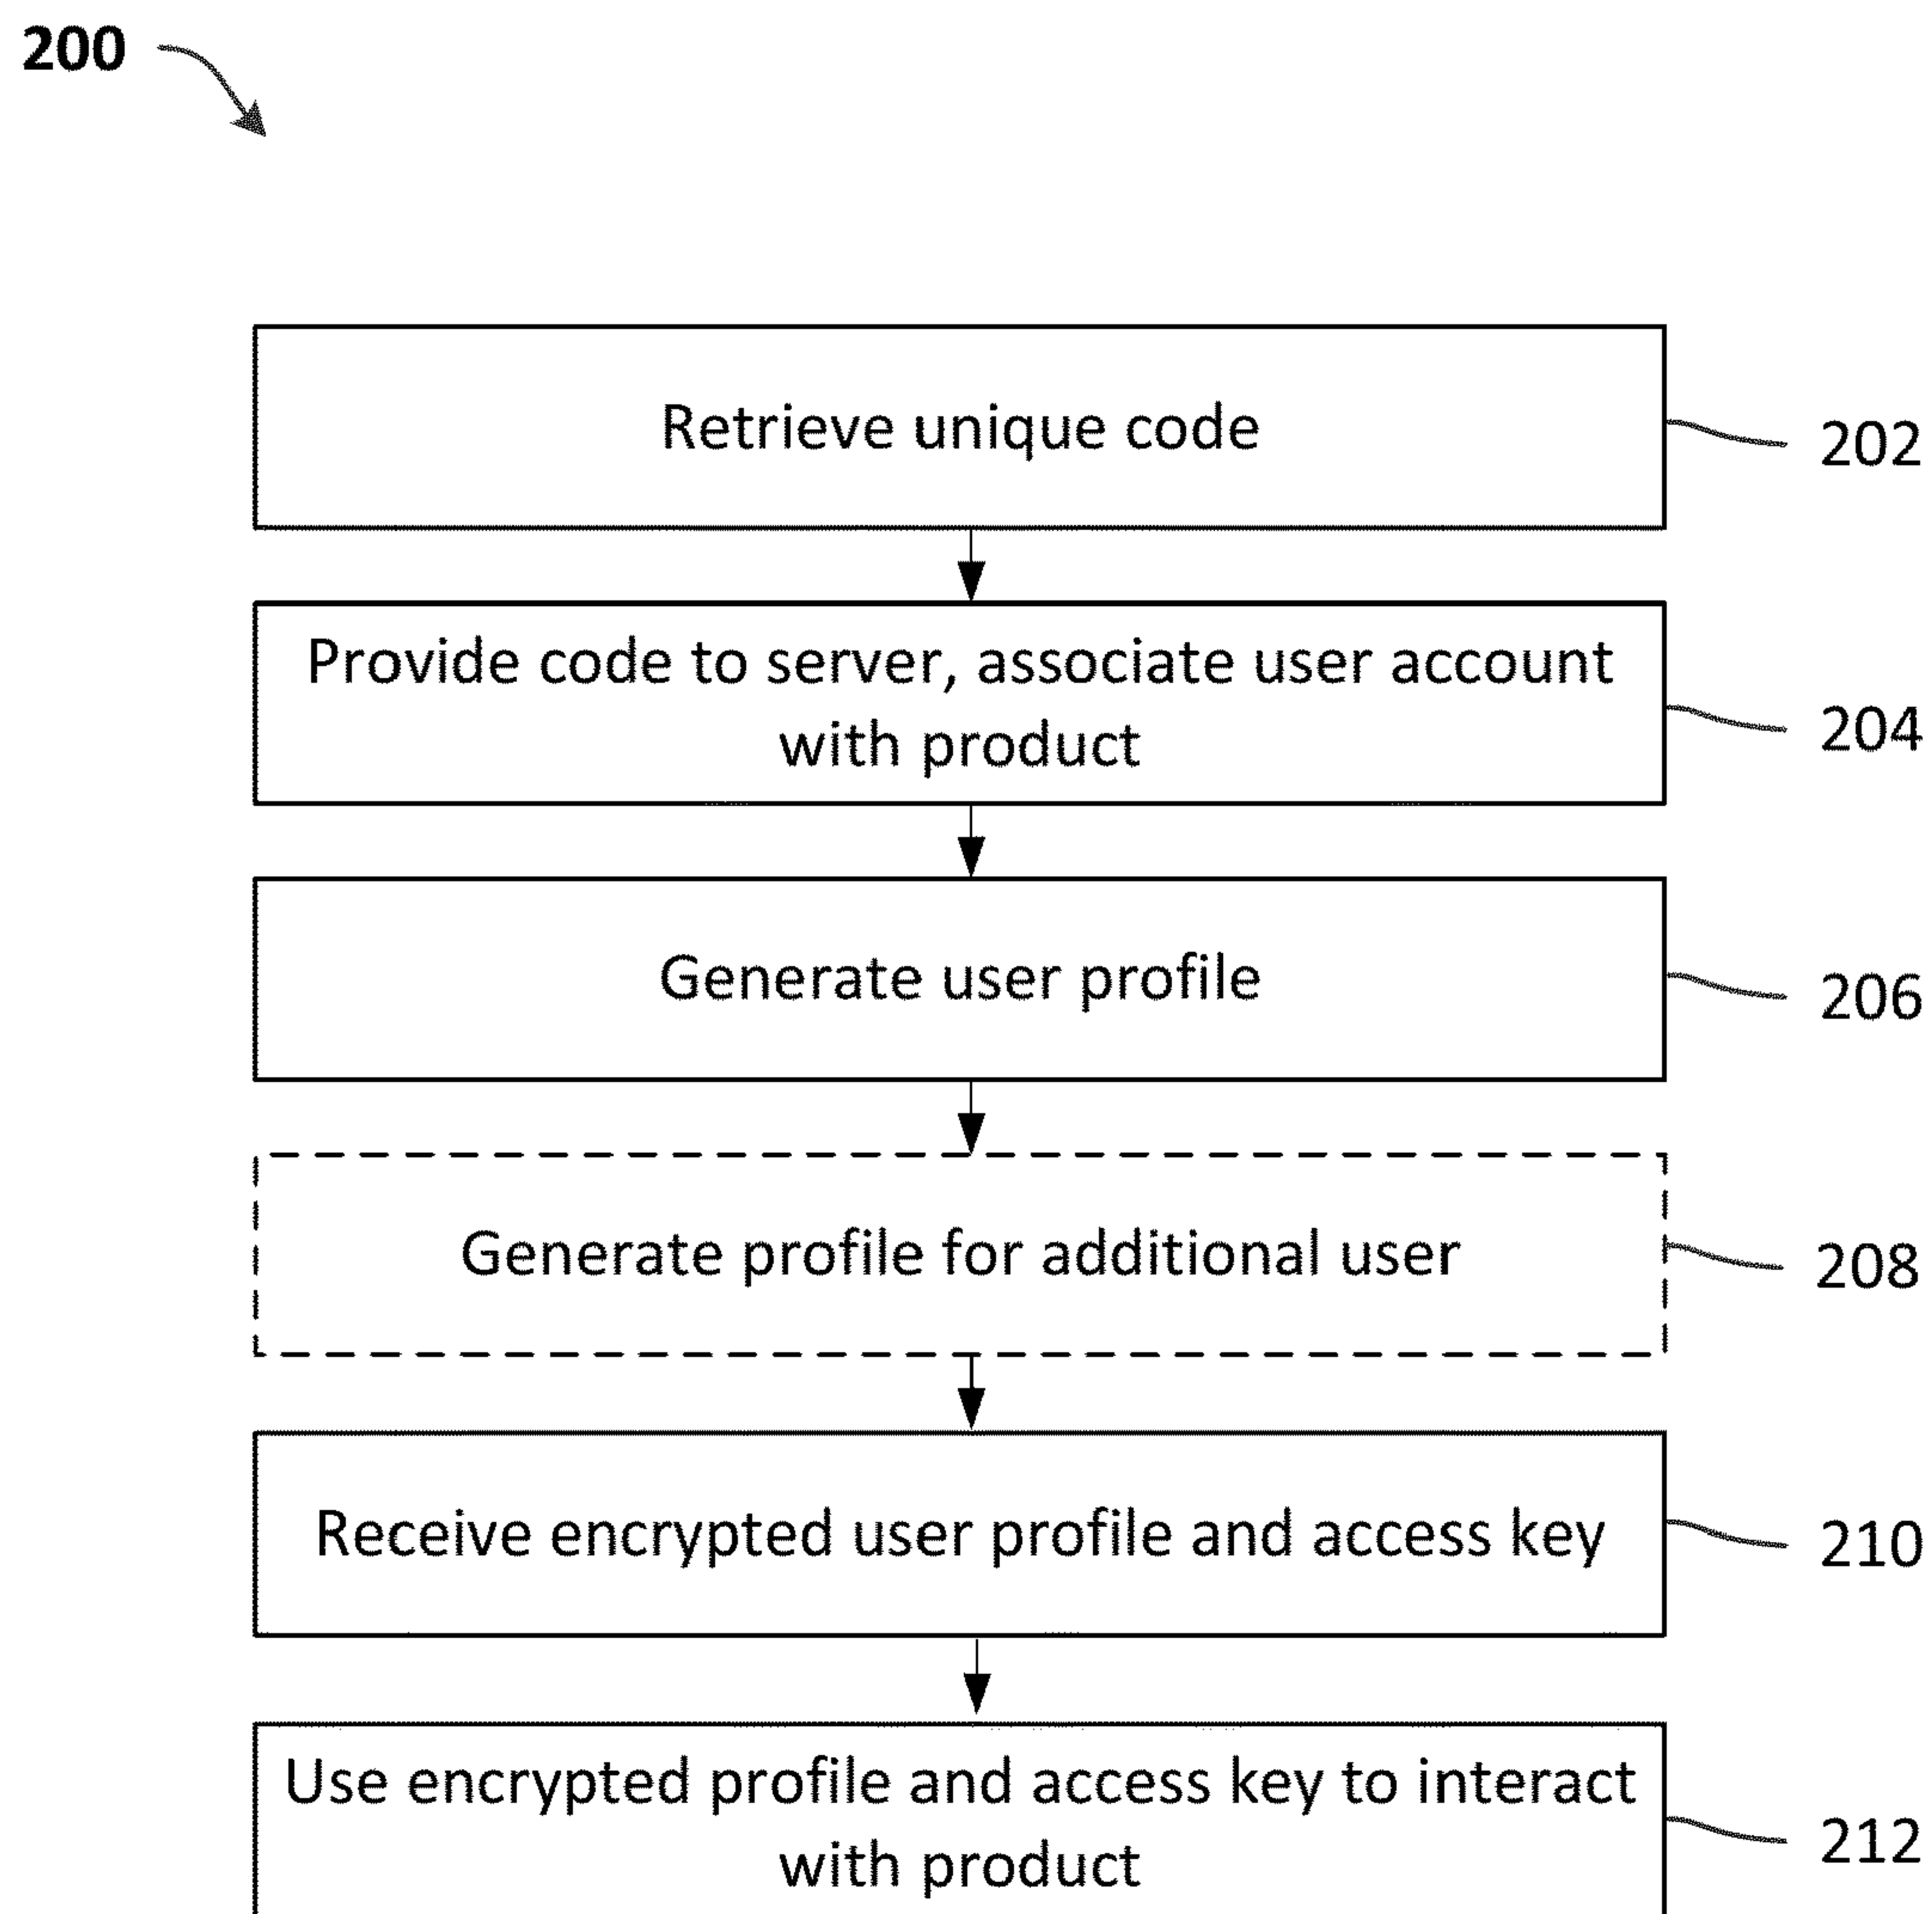 200
Retrieve unique code
202
Provide code to server, associate user account
with product
204
Generate user profile
206
Generate profile for additional user
208
Receive encrypted user profile and access key
210
Use encrypted profile and access key to interact
with product
212